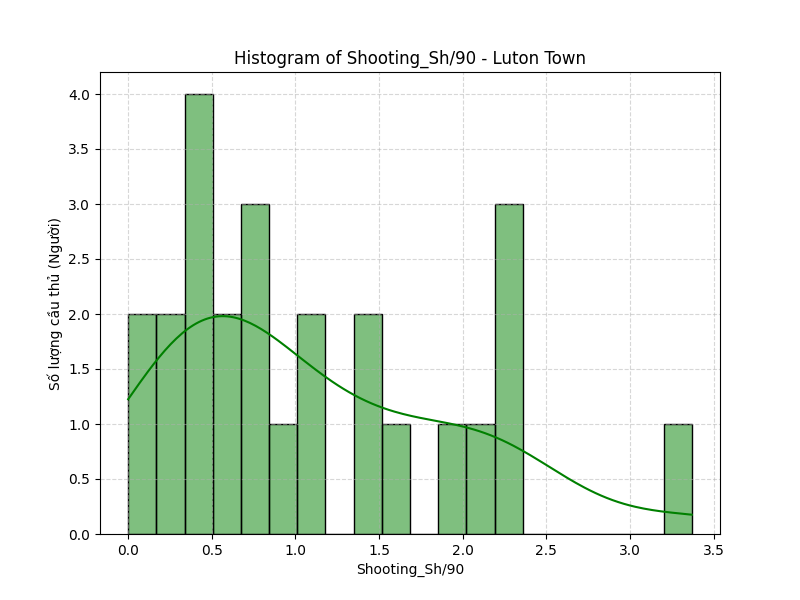 Histogram of Shooting_Sh/90 - Luton Town
Số lượng cầu thủ (Người)
4.0
3.5
3.0
2.5
2.0
1.5
1.0
0.5
0.0
0.0 0.5 1.0 1.5 2.0 2.5 3.0 3.5
Shooting_Sh/90